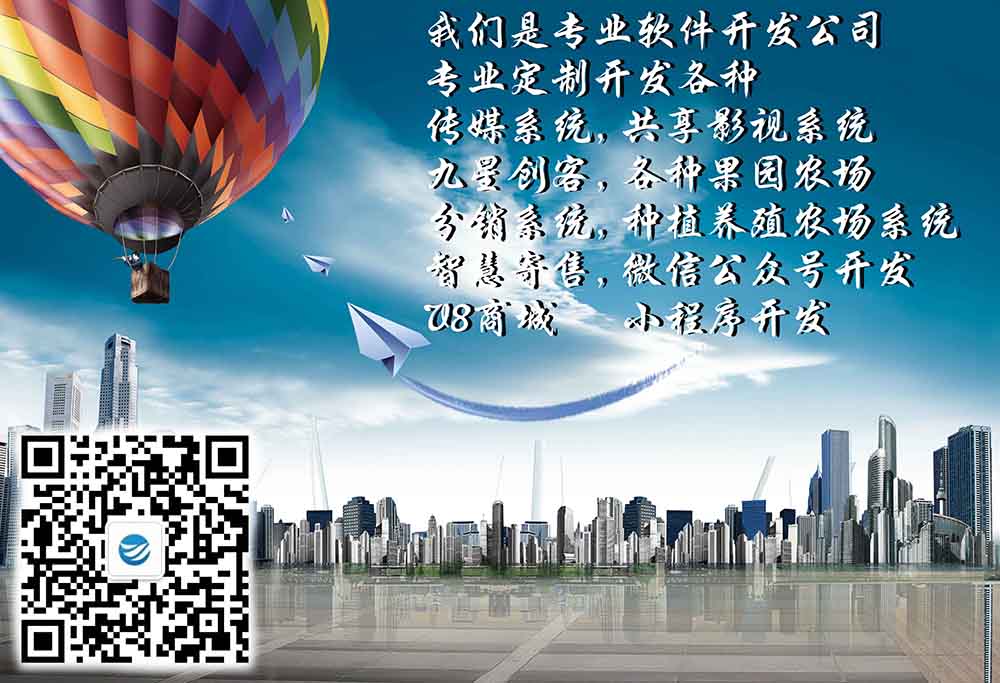 我们是专业软件开发公司
专业定制开发各种
传媒系统，共享影视系统
九星创客，各种果园农场
分销系统，种植养殖农场系统
智慧寄售，微信公众号开发
V8商城 小程序开发